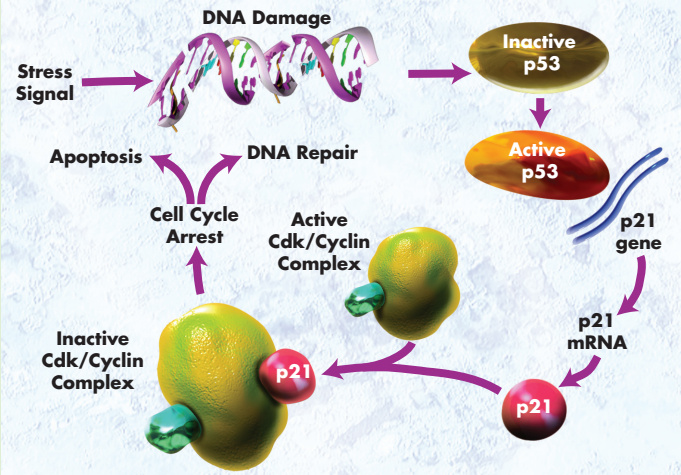 DNA Damage
Stress
Signal
Inactive
p53
Active
p53
p21
gene
p21
mRNA
p21
Active
Cdk/Cyclin
Complex
p21
Inactive
Cdk/Cyclin
Complex
Cell Cycle
Arrest
Apoptosis
DNA Repair